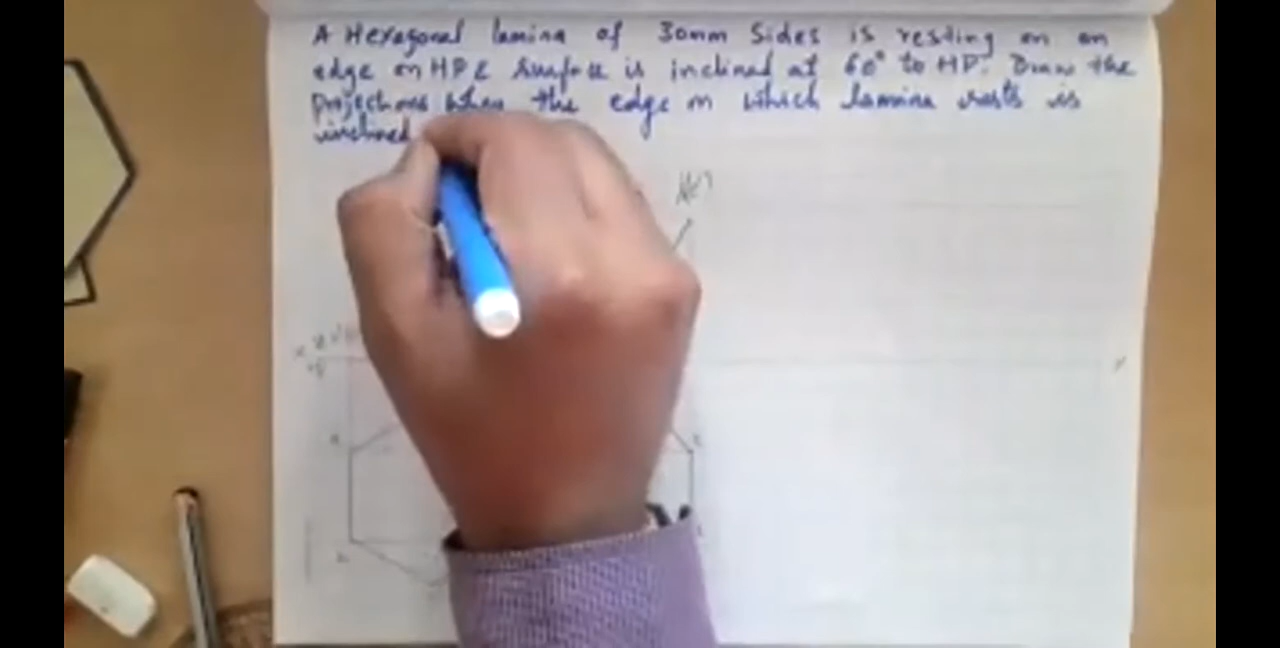 A Hexagonal lamina of 30mm Sides is resting on an
edge on HP & Surface is inclined at 60° to HP. Draw the
projections when the edge on which lamina rests is
inclined
X